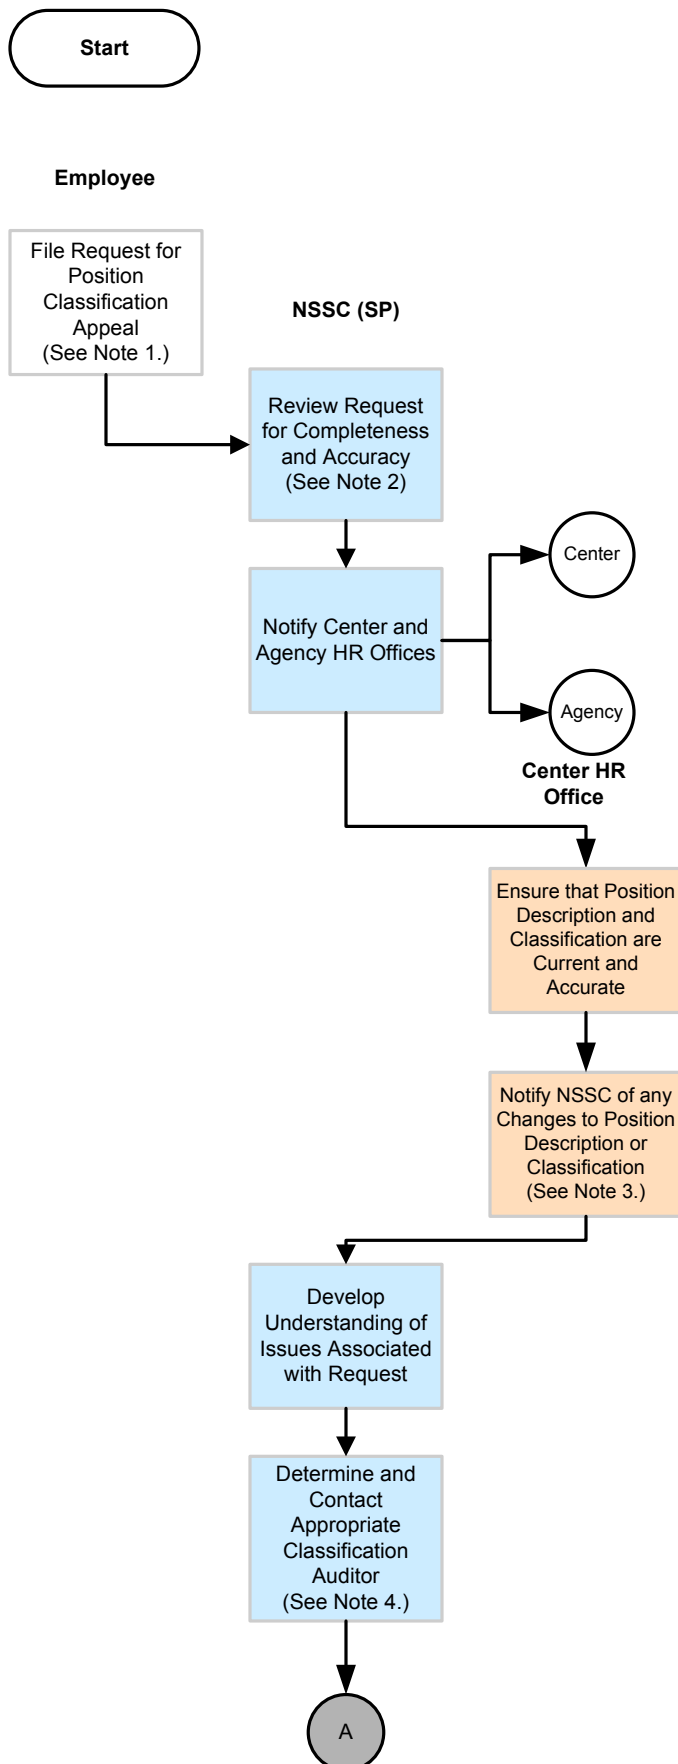 Start
Employee
File Request for
Position
Classification
Appeal
(See Note 1.)
NSSC (SP)
Review Request
for Completeness
and Accuracy
(See Note 2)
Center
Notify Center and
Agency HR Offices
Agency
Center HR
Office
Ensure that Position
Description and
Classification are
Current and
Accurate
Notify NSSC of any
Changes to Position
Description or
Classification
(See Note 3.)
Develop
Understanding of
Issues Associated
with Request
Determine and
Contact
Appropriate
Classification
Auditor
(See Note 4.)
A